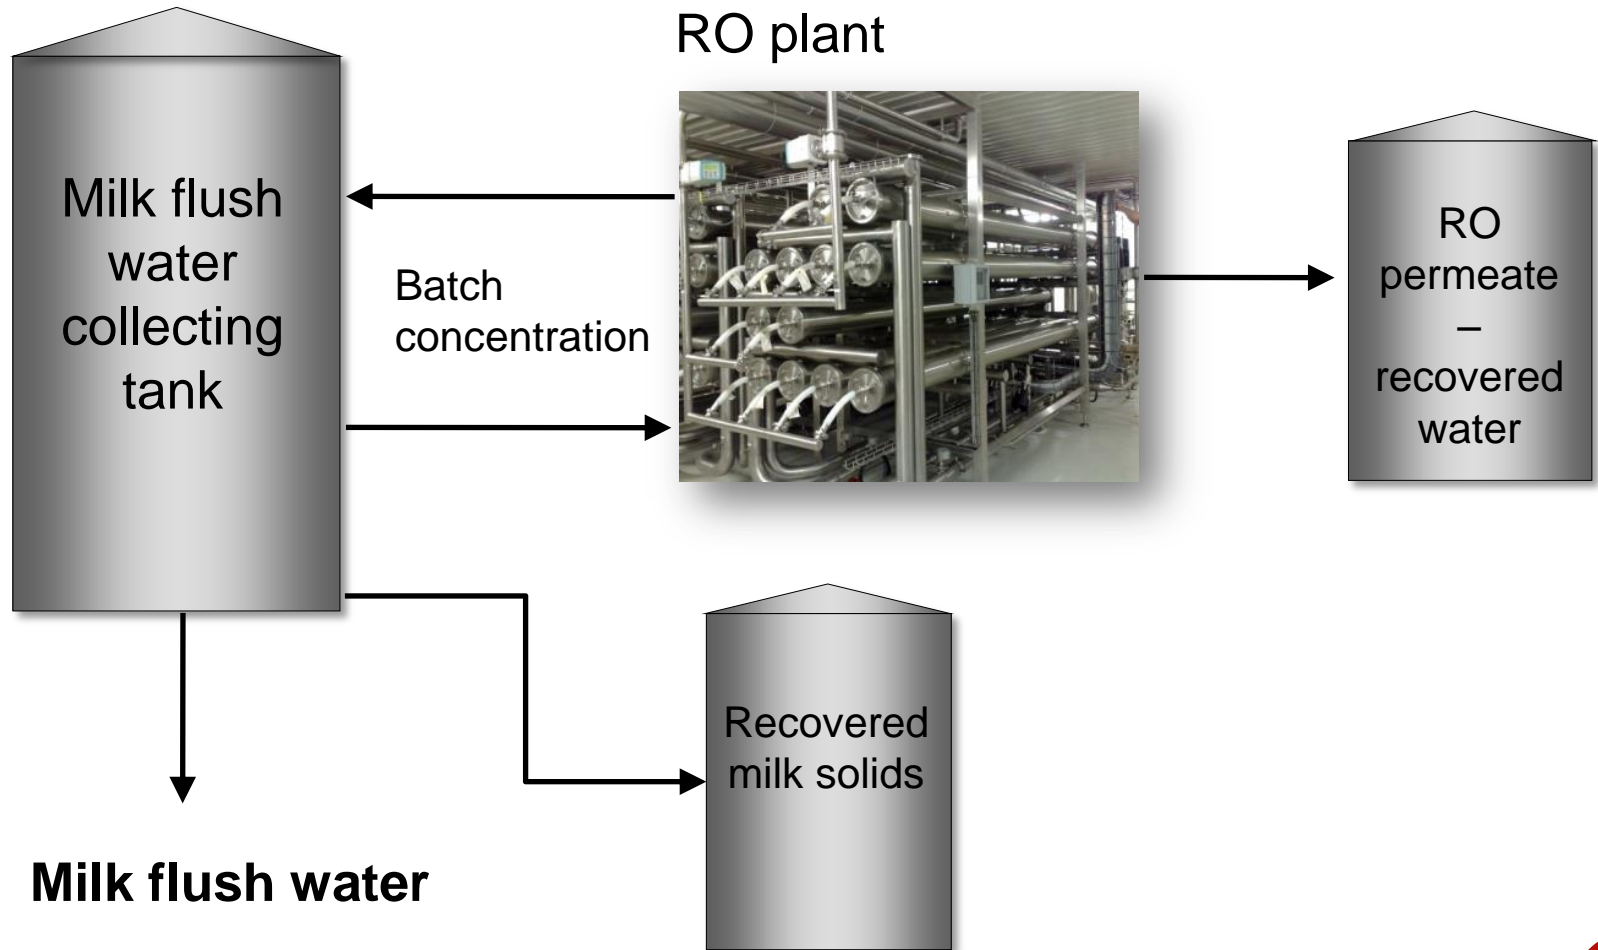 RO plant
Milk flush
water
collecting
tank
Batch
concentration
RO
permeate
–
recovered
water
Recovered
milk solids
Milk flush water